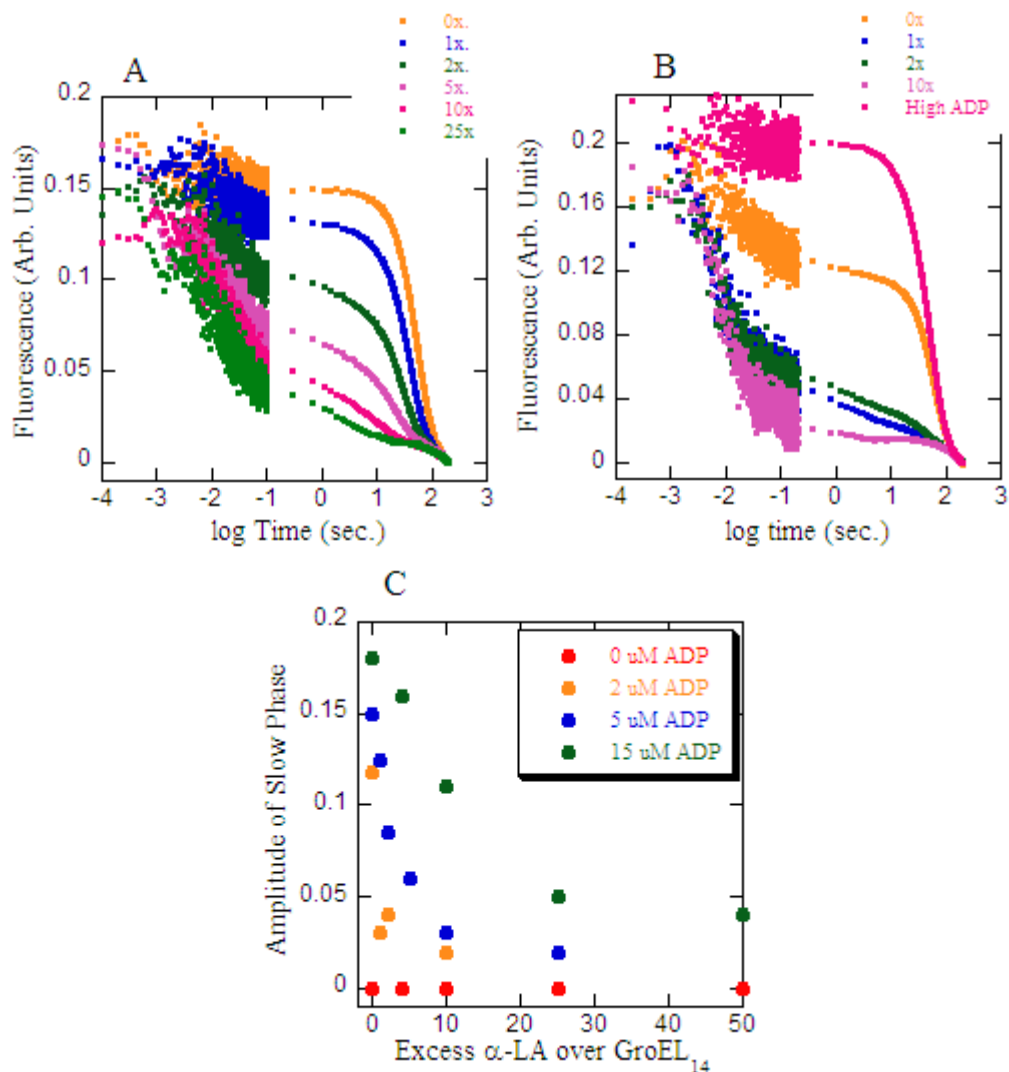 A
0x.
1x.
2x.
5x.
10x
25x
0.2
0.15
0.1
0.05
0
-4 -3 -2 -1 0 1 2 3
Fluorescence (Arb. Units)
log Time (sec.)
B
0x
1x
2x
10x
High ADP
0.2
0.16
0.12
0.08
0.04
0
-4 -3 -2 -1 0 1 2 3
Fluorescence (Arb. Units)
log time (sec.)
C
0 uM ADP
2 uM ADP
5 uM ADP
15 uM ADP
0.2
0.15
0.1
0.05
0
0 10 20 30 40 50
Amplitude of Slow Phase
Excess α-LA over GroEL14